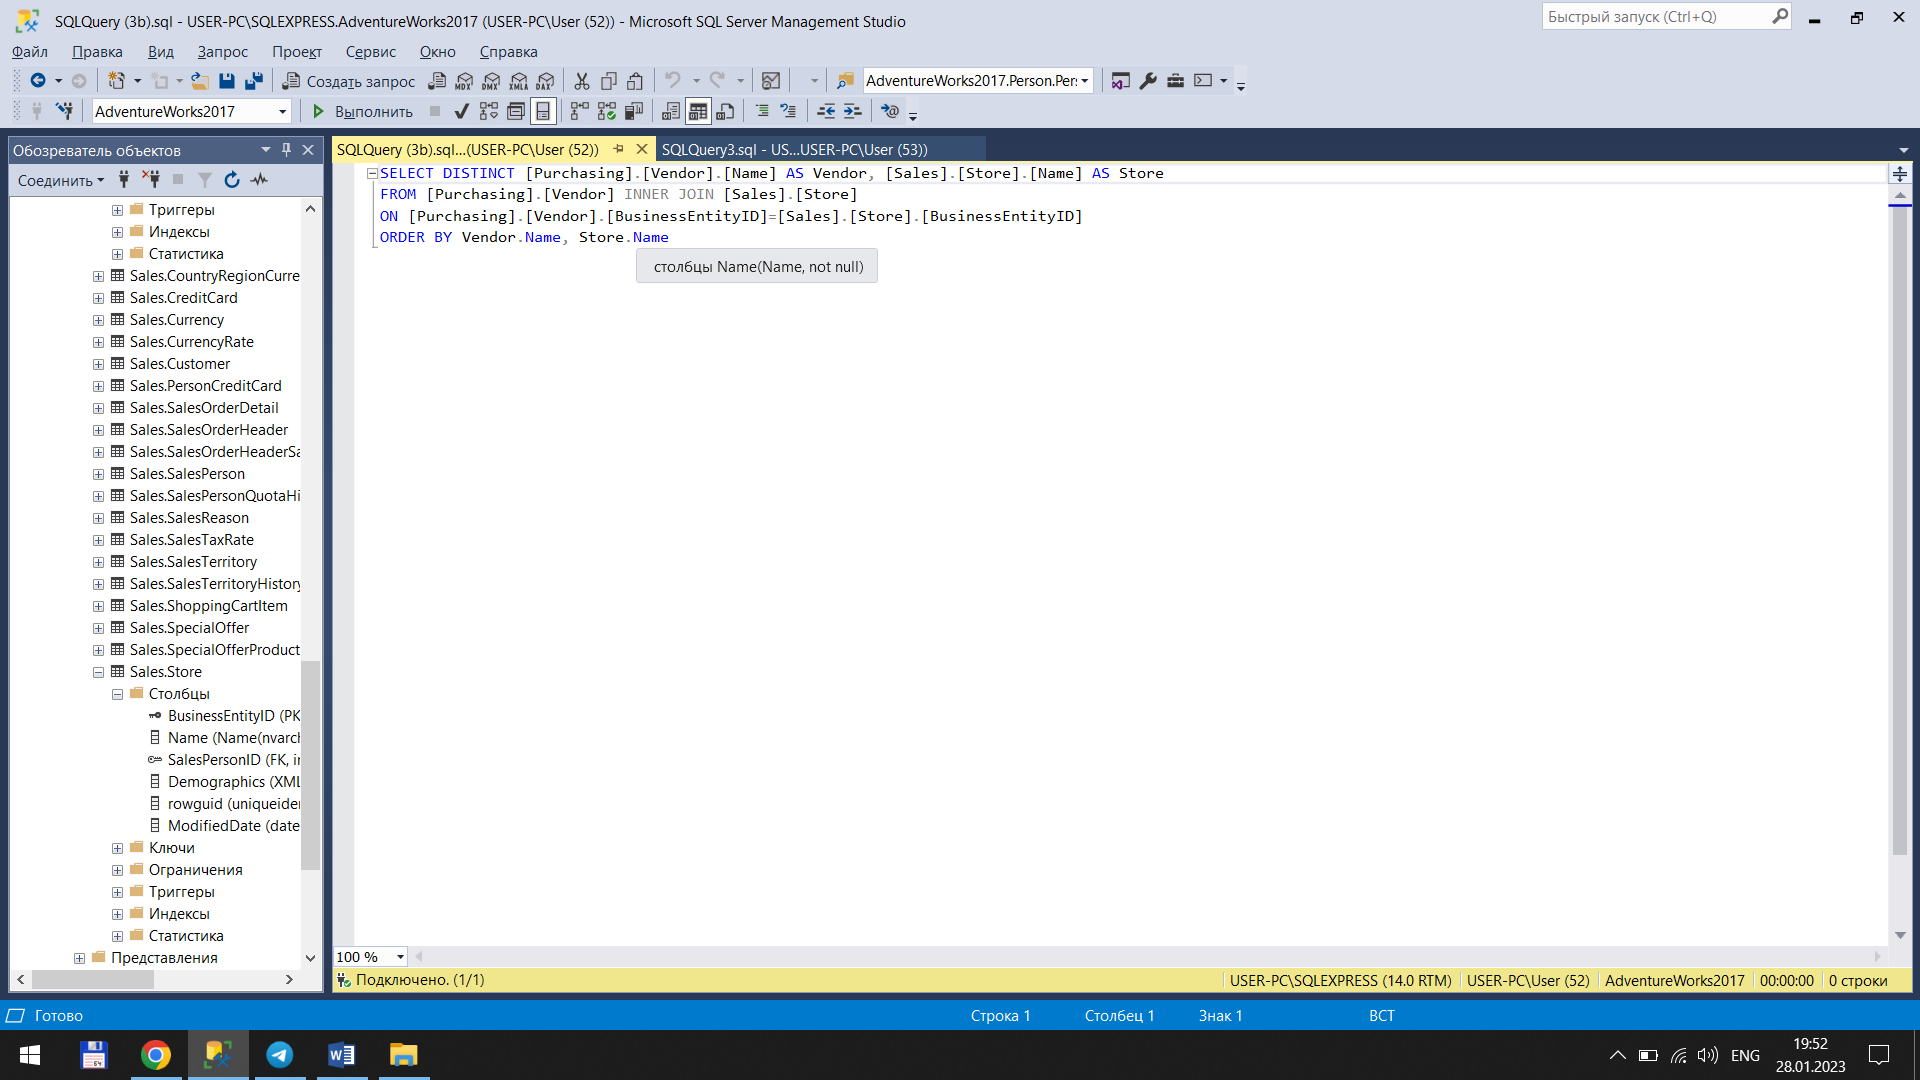 SQLQuery (3b).sql - USER-PC\SQLEXPRESS.AdventureWorks2017 (USER-PC\User (52)) - Microsoft SQL Server Management Studio
Быстрый запуск (Ctrl+Q)
Файл Правка Вид Запрос Проект Сервис Окно Справка
Создать запрос MDX DMX XMLA DAX AdventureWorks2017.Person.Per:
AdventureWorks2017 Выполнить
Обозреватель объектов
SQLQuery (3b).sql...(USER-PC\User (52)) SQLQuery3.sql - US...USER-PC\User (53))
Соединить
SELECT DISTINCT [Purchasing].[Vendor].[Name] AS Vendor, [Sales].[Store].[Name] AS Store
FROM [Purchasing].[Vendor] INNER JOIN [Sales].[Store]
ON [Purchasing].[Vendor].[BusinessEntityID]=[Sales].[Store].[BusinessEntityID]
ORDER BY Vendor.Name, Store.Name
столбцы Name(Name, not null)
Триггеры
Индексы
Статистика
Sales.CountryRegionCurre
Sales.CreditCard
Sales.Currency
Sales.CurrencyRate
Sales.Customer
Sales.PersonCreditCard
Sales.SalesOrderDetail
Sales.SalesOrderHeader
Sales.SalesOrderHeaderSa
Sales.SalesPerson
Sales.SalesPersonQuotaHi
Sales.SalesReason
Sales.SalesTaxRate
Sales.SalesTerritory
Sales.SalesTerritoryHistory
Sales.ShoppingCartItem
Sales.SpecialOffer
Sales.SpecialOfferProduct
Sales.Store
Столбцы
BusinessEntityID (PK
Name (Name(nvarch
SalesPersonID (FK, in
Demographics (XML
rowguid (uniqueiden
ModifiedDate (date
Ключи
Ограничения
Триггеры
Индексы
Статистика
Представления
100 %
Подключено. (1/1) USER-PC\SQLEXPRESS (14.0 RTM) USER-PC\User (52) AdventureWorks2017 00:00:00 0 строки
Готово Строка 1 Столбец 1 Знак 1 ВСТ
64
ENG
19:52
28.01.2023